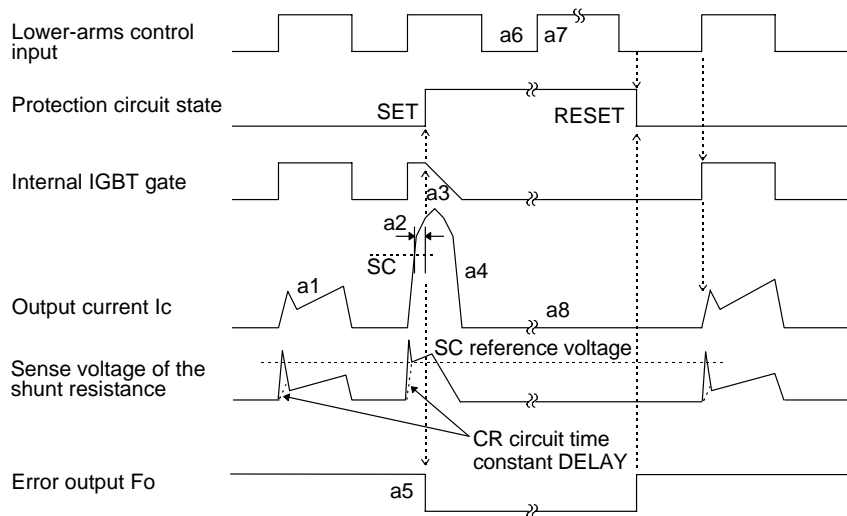 Lower-arms control
input
a6
a7
Protection circuit state
SET
RESET
Internal IGBT gate
a3
a2
SC
a4
Output current Ic
a1
a8
SC reference voltage
Sense voltage of the
shunt resistance
CR circuit time
constant DELAY
Error output Fo
a5